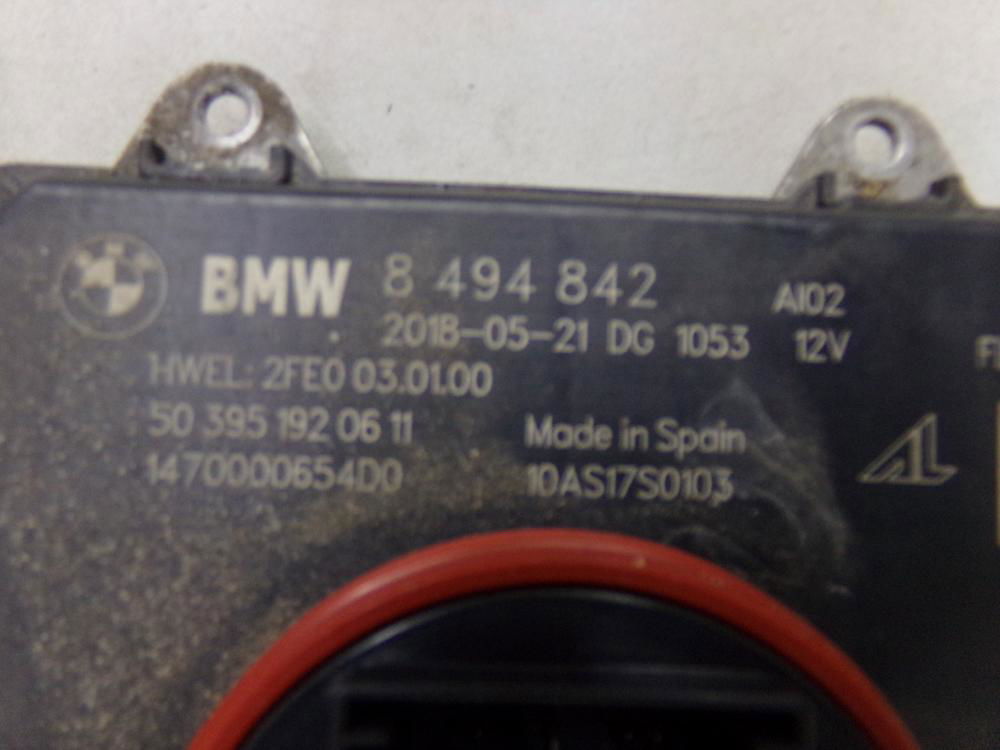 BMW 8 494 842 AI02
2018-05-21 DG 1053 12V
HWEL: 2FE0 03.01.00
50 395 192 06 11 Made in Spain
1470000654D0 10AS17S0103
AL